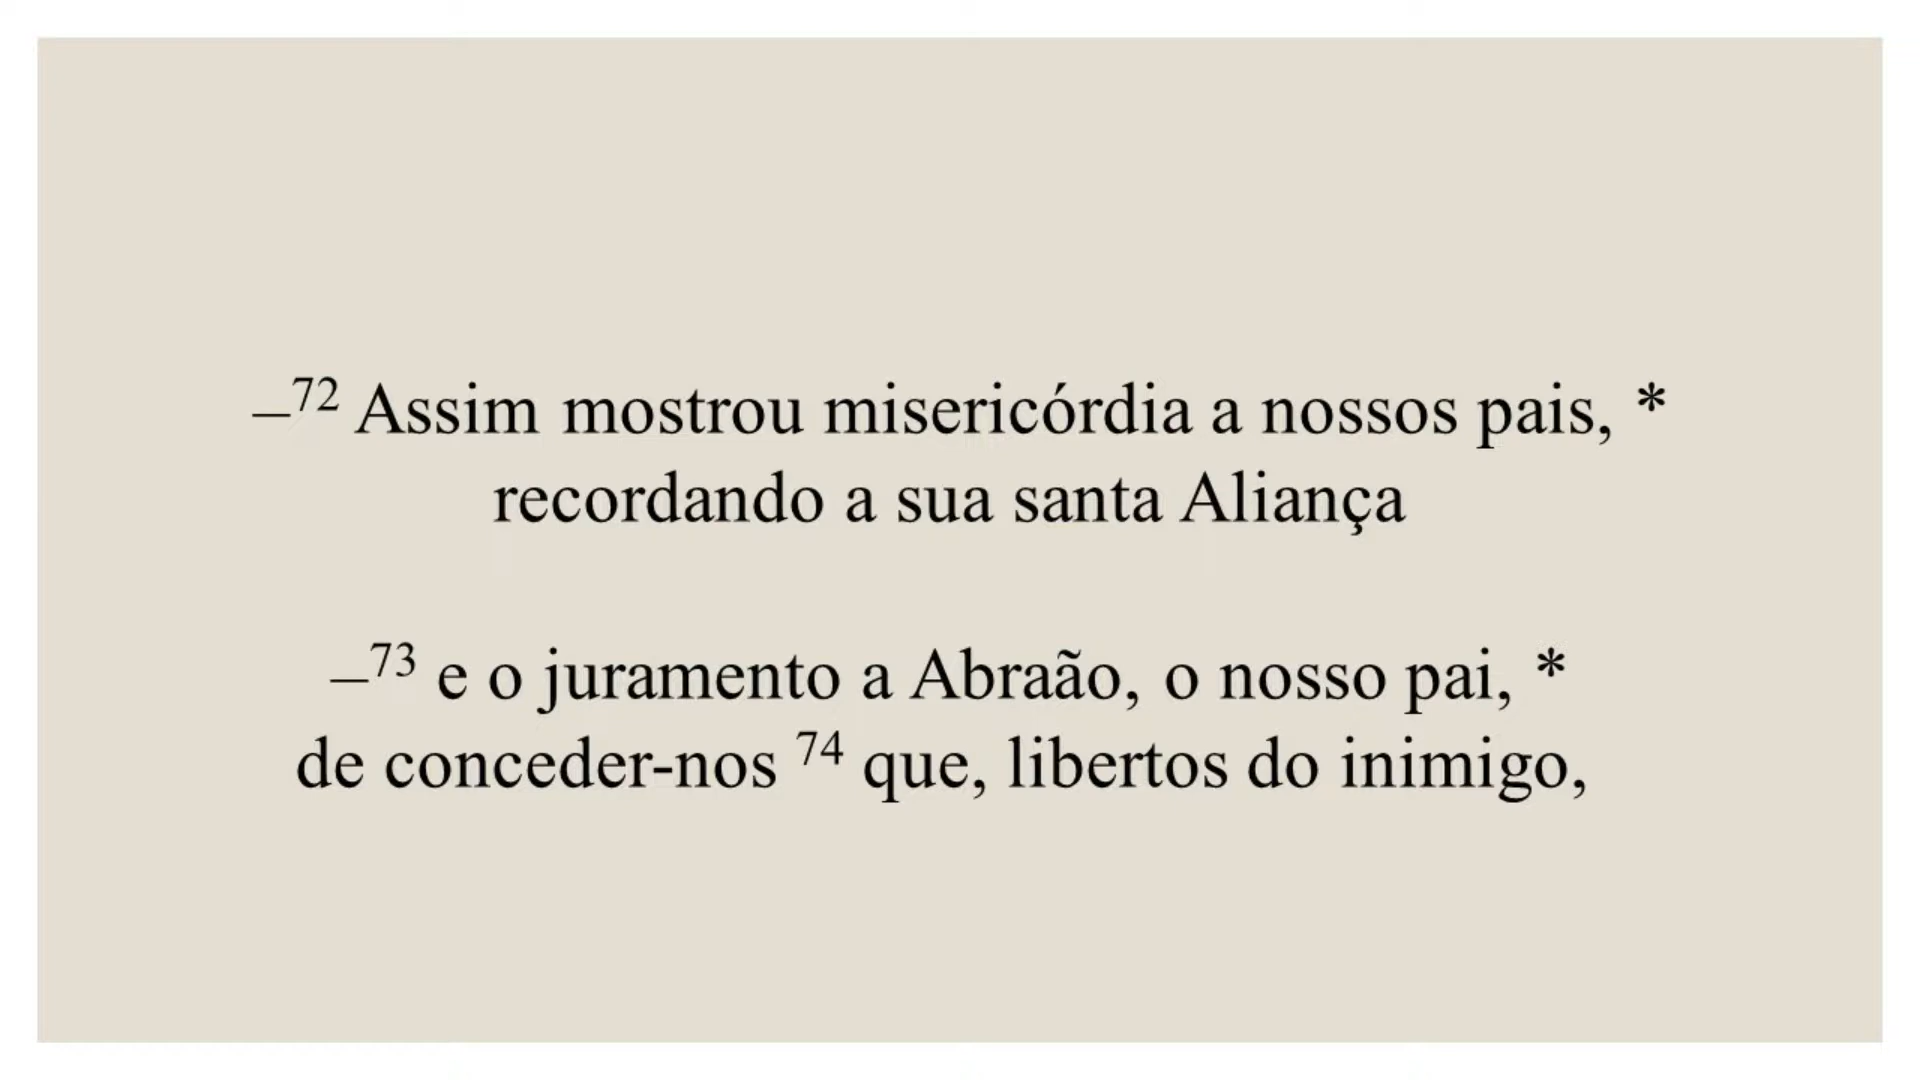 –72 Assim mostrou misericórdia a nossos pais, *
recordando a sua santa Aliança
–73 e o juramento a Abraão, o nosso pai, *
de conceder-nos 74 que, libertos do inimigo,